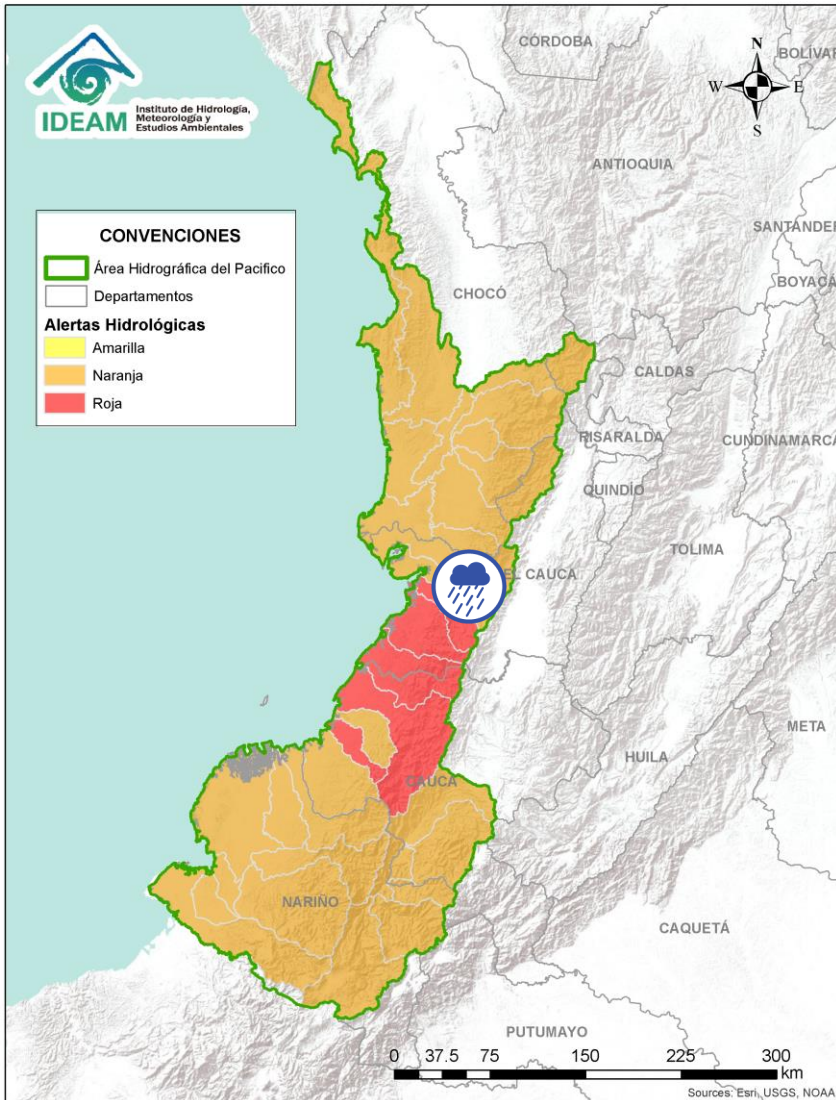 IDEAM
Instituto de Hidrología,
Meteorología y
Estudios Ambientales
CÓRDOBA
BOLÍVAR
N
W
E
S
ANTIOQUIA
SANTANDER
BOYACÁ
CONVENCIONES
Área Hidrográfica del Pacifico
Departamentos
Alertas Hidrológicas
Amarilla
Naranja
Roja
CHOCÓ
CALDAS
RISARALDA
CUNDINAMARCA
QUINDÍO
TOLIMA
EL CAUCA
META
HUILA
CAUCA
NARIÑO
CAQUETÁ
PUTUMAYO
0 37.5 75 150 225 300
km
Sources: Esri, USGS, NOAA